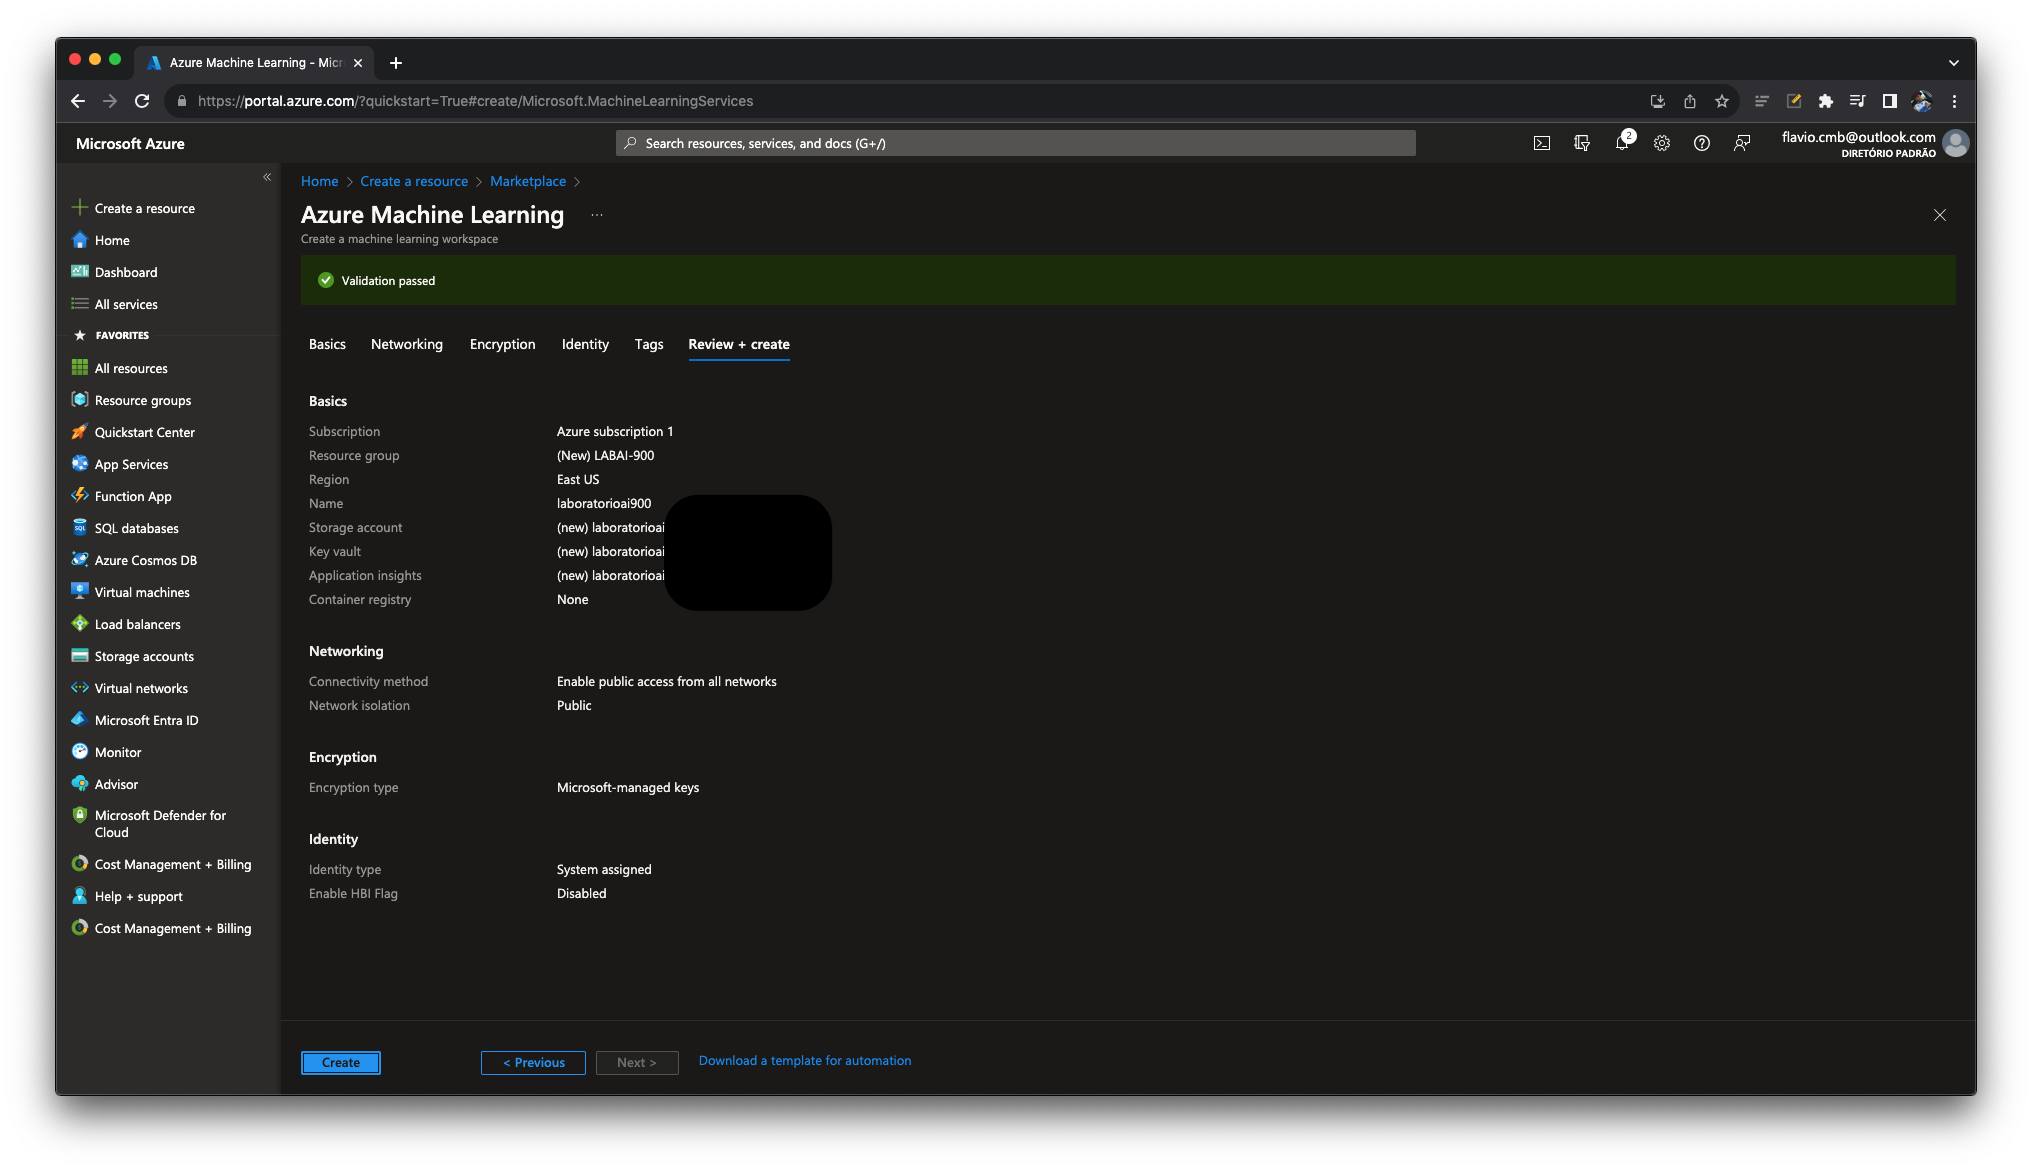 Azure Machine Learning - Micr
https://portal.azure.com/?quickstart=True#create/Microsoft.MachineLearningServices
Microsoft Azure
Search resources, services, and docs (G+/)
2
flavio.cmb@outlook.com
DIRETÓRIO PADRÃO
Create a resource
Home
Dashboard
All services
FAVORITES
All resources
Resource groups
Quickstart Center
App Services
Function App
SQL databases
Azure Cosmos DB
Virtual machines
Load balancers
Storage accounts
Virtual networks
Microsoft Entra ID
Monitor
Advisor
Microsoft Defender for
Cloud
Cost Management + Billing
Help + support
Cost Management + Billing
Home > Create a resource > Marketplace >
Azure Machine Learning ...
Create a machine learning workspace
Validation passed
Basics Networking Encryption Identity Tags Review + create
Basics
Subscription Azure subscription 1
Resource group (New) LABAI-900
Region East US
Name laboratorioai900
Storage account (new) laboratorioai
Key vault (new) laboratorioai
Application insights (new) laboratorioai
Container registry None
Networking
Connectivity method Enable public access from all networks
Network isolation Public
Encryption
Encryption type Microsoft-managed keys
Identity
Identity type System assigned
Enable HBI Flag Disabled
Create < Previous Next > Download a template for automation